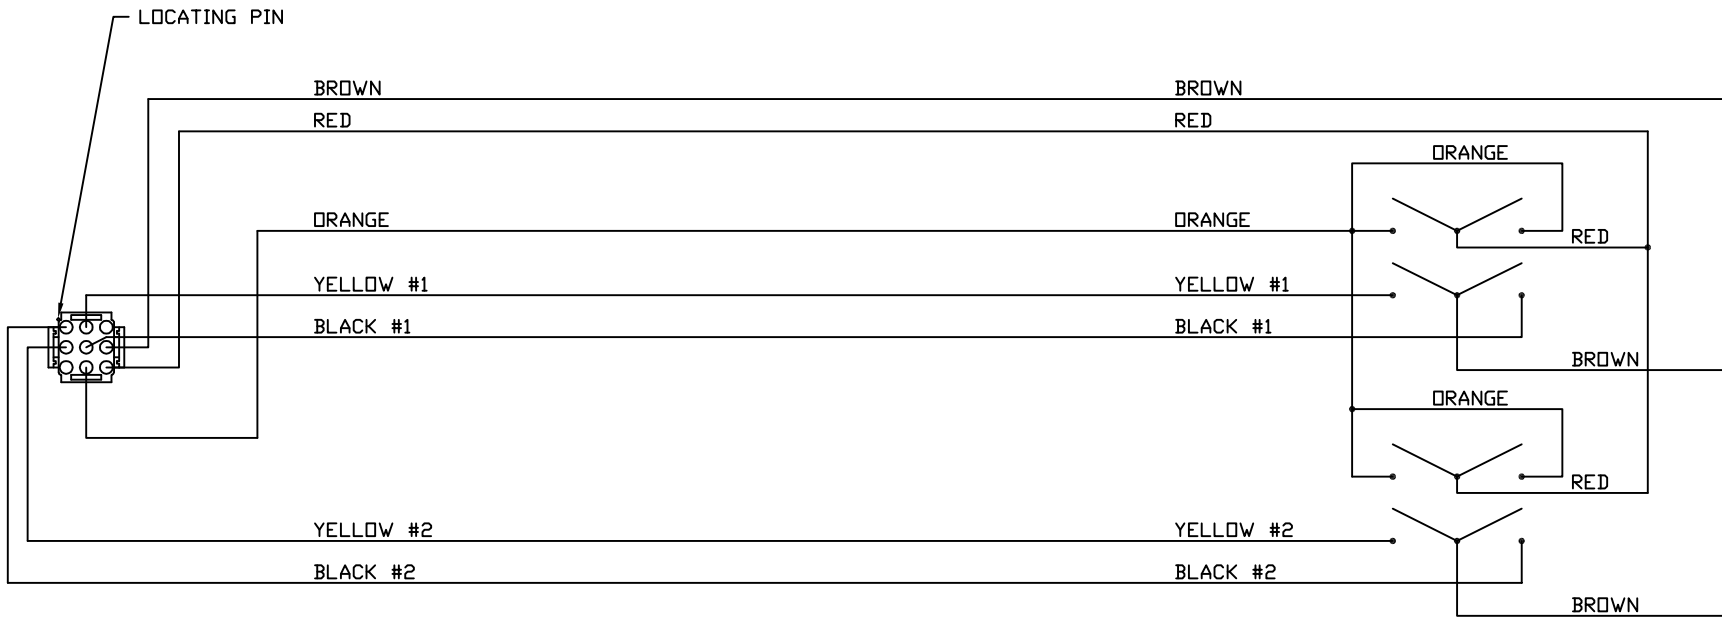 LOCATING PIN
BROWN BROWN
RED RED
ORANGE
ORANGE ORANGE
RED
YELLOW #1 YELLOW #1
BLACK #1 BLACK #1
BROWN
ORANGE
RED
YELLOW #2 YELLOW #2
BLACK #2 BLACK #2
BROWN